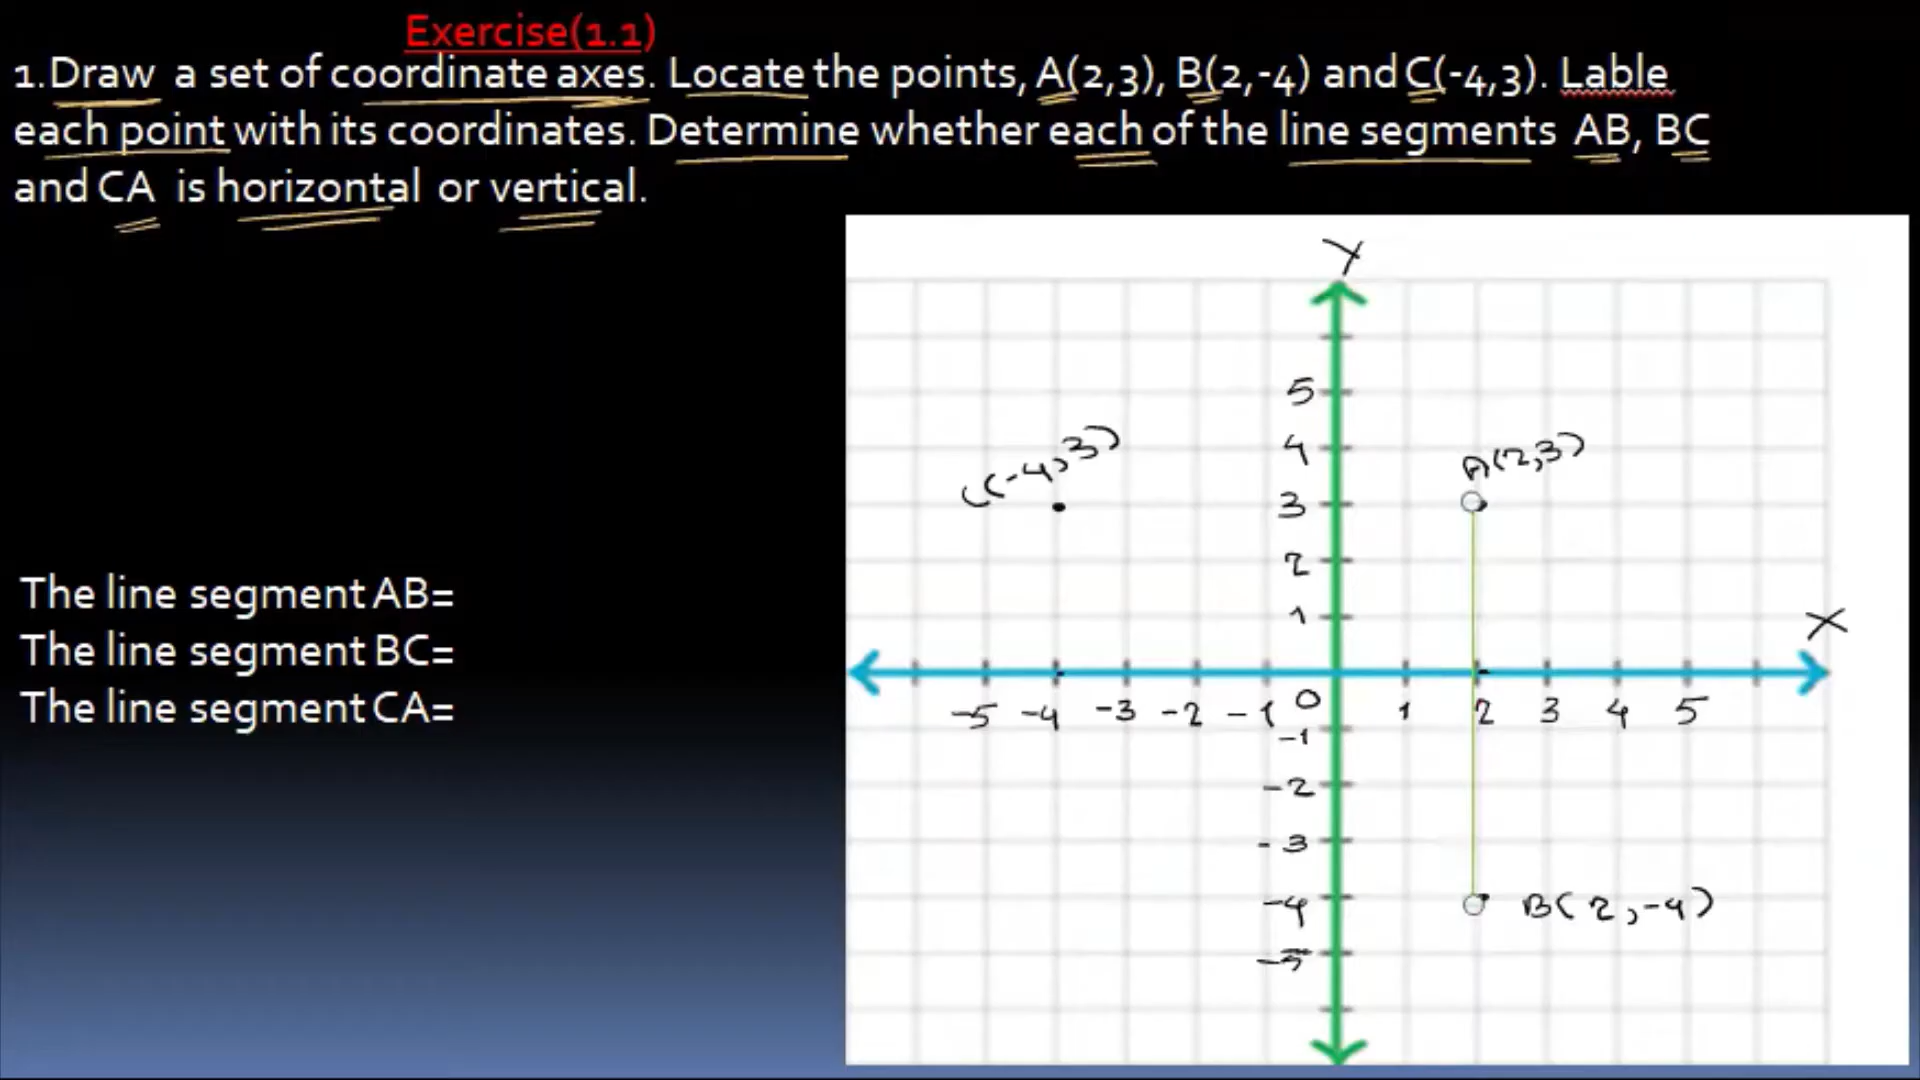 Exercise(1.1)
1.Draw a set of coordinate axes. Locate the points, A(2,3), B(2,-4) and C(-4,3). Lable
each point with its coordinates. Determine whether each of the line segments AB, BC
and CA is horizontal or vertical.
Y
5
4
C(-4,3)
A(2,3)
3
2
1
X
The line segment AB=
The line segment BC=
The line segment CA=
-5 -4 -3 -2 -1 0 1 2 3 4 5
-1
-2
-3
-4
B(2,-4)
-5